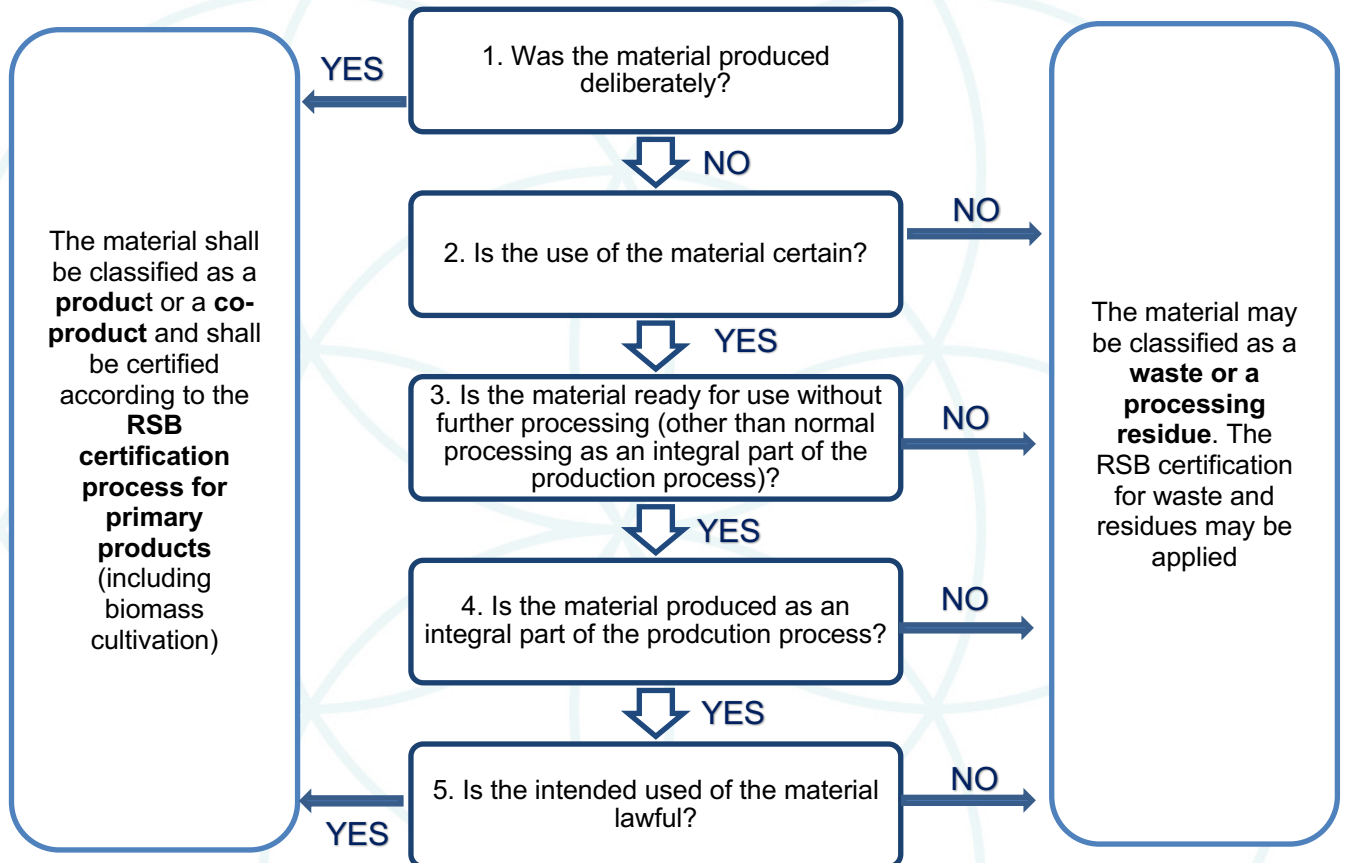 YES
1. Was the material produced
deliberately?
NO
NO
2. Is the use of the material certain?
YES
3. Is the material ready for use without
further processing (other than normal
processing as an integral part of the
production process)?
NO
YES
4. Is the material produced as an
integral part of the prodcution process?
NO
YES
5. Is the intended used of the material
lawful?
NO
YES
The material shall
be classified as a
product or a co-
product and shall
be certified
according to the
RSB
certification
process for
primary
products
(including
biomass
cultivation)
The material may
be classified as a
waste or a
processing
residue. The
RSB certification
for waste and
residues may be
applied